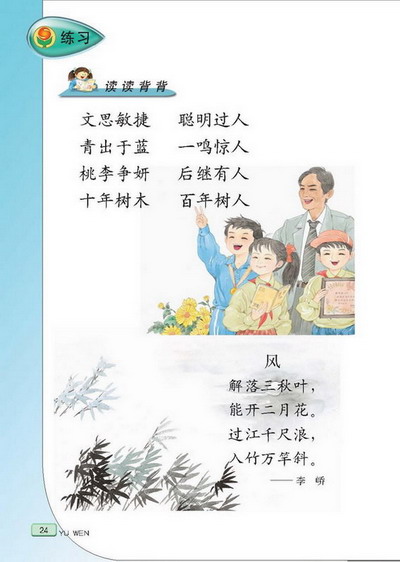 练习
读读背背
文思敏捷 聪明过人
青出于蓝 一鸣惊人
桃李争妍 后继有人
十年树木 百年树人
风
解落三秋叶，
能开二月花。
过江千尺浪，
入竹万竿斜。
——李 峤
24 YU WEN